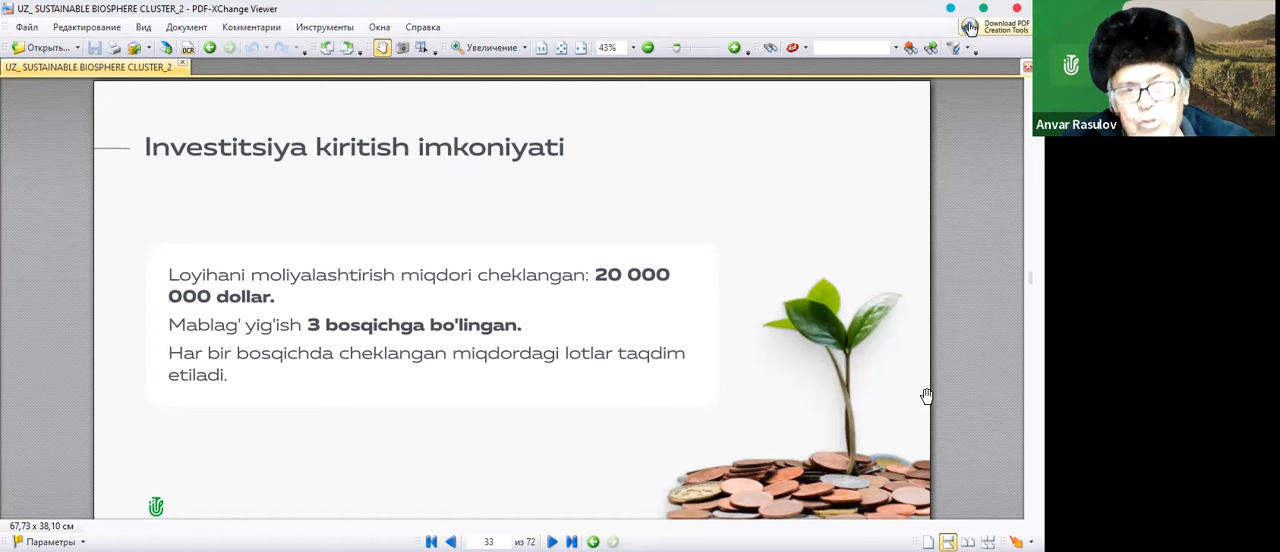 UZ_ SUSTAINABLE BIOSPHERE CLUSTER_2 - PDF-XChange Viewer
Файл Редактирование Вид Документ Комментарии Инструменты Окна Справка
Download PDF
Creation Tools
Открыть... OCR Увеличение 43%
UZ_ SUSTAINABLE BIOSPHERE CLUSTER_2
Anvar Rasulov
Investitsiya kiritish imkoniyati
Loyihani moliyalashtirish miqdori cheklangan: 20 000
000 dollar.
Mablag' yig'ish 3 bosqichga bo'lingan.
Har bir bosqichda cheklangan miqdordagi lotlar taqdim
etiladi.
67,73 x 38,10 см
Параметры 33 из 72